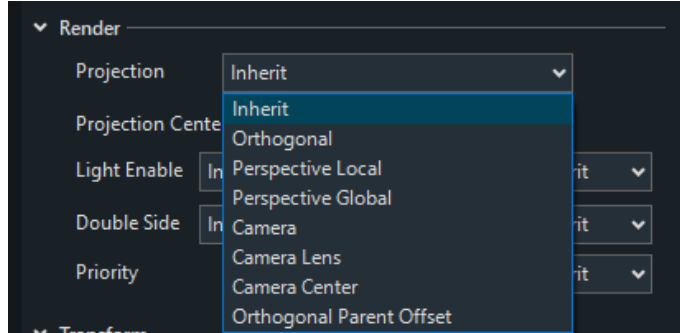 Render
Projection
Inherit
Inherit
Orthogonal
Perspective Local
Perspective Global
Camera
Camera Lens
Camera Center
Orthogonal Parent Offset
Projection
Light Enable
Double Side
Priority